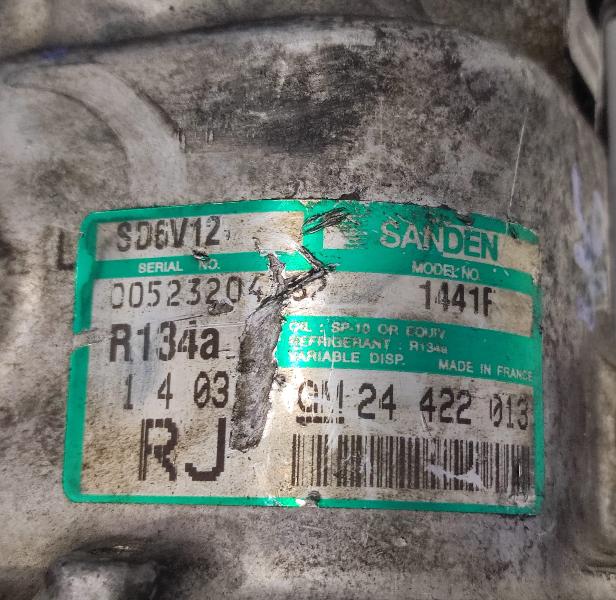 SD6V12
SANDEN
SERIAL NO.
MODEL NO.
1441F
R134a
OIL : SP-10 OR EQUIV
REFRIGERANT : R134a
VARIABLE DISP. MADE IN FRANCE
1 4 03
GM 24 422 013
RJ